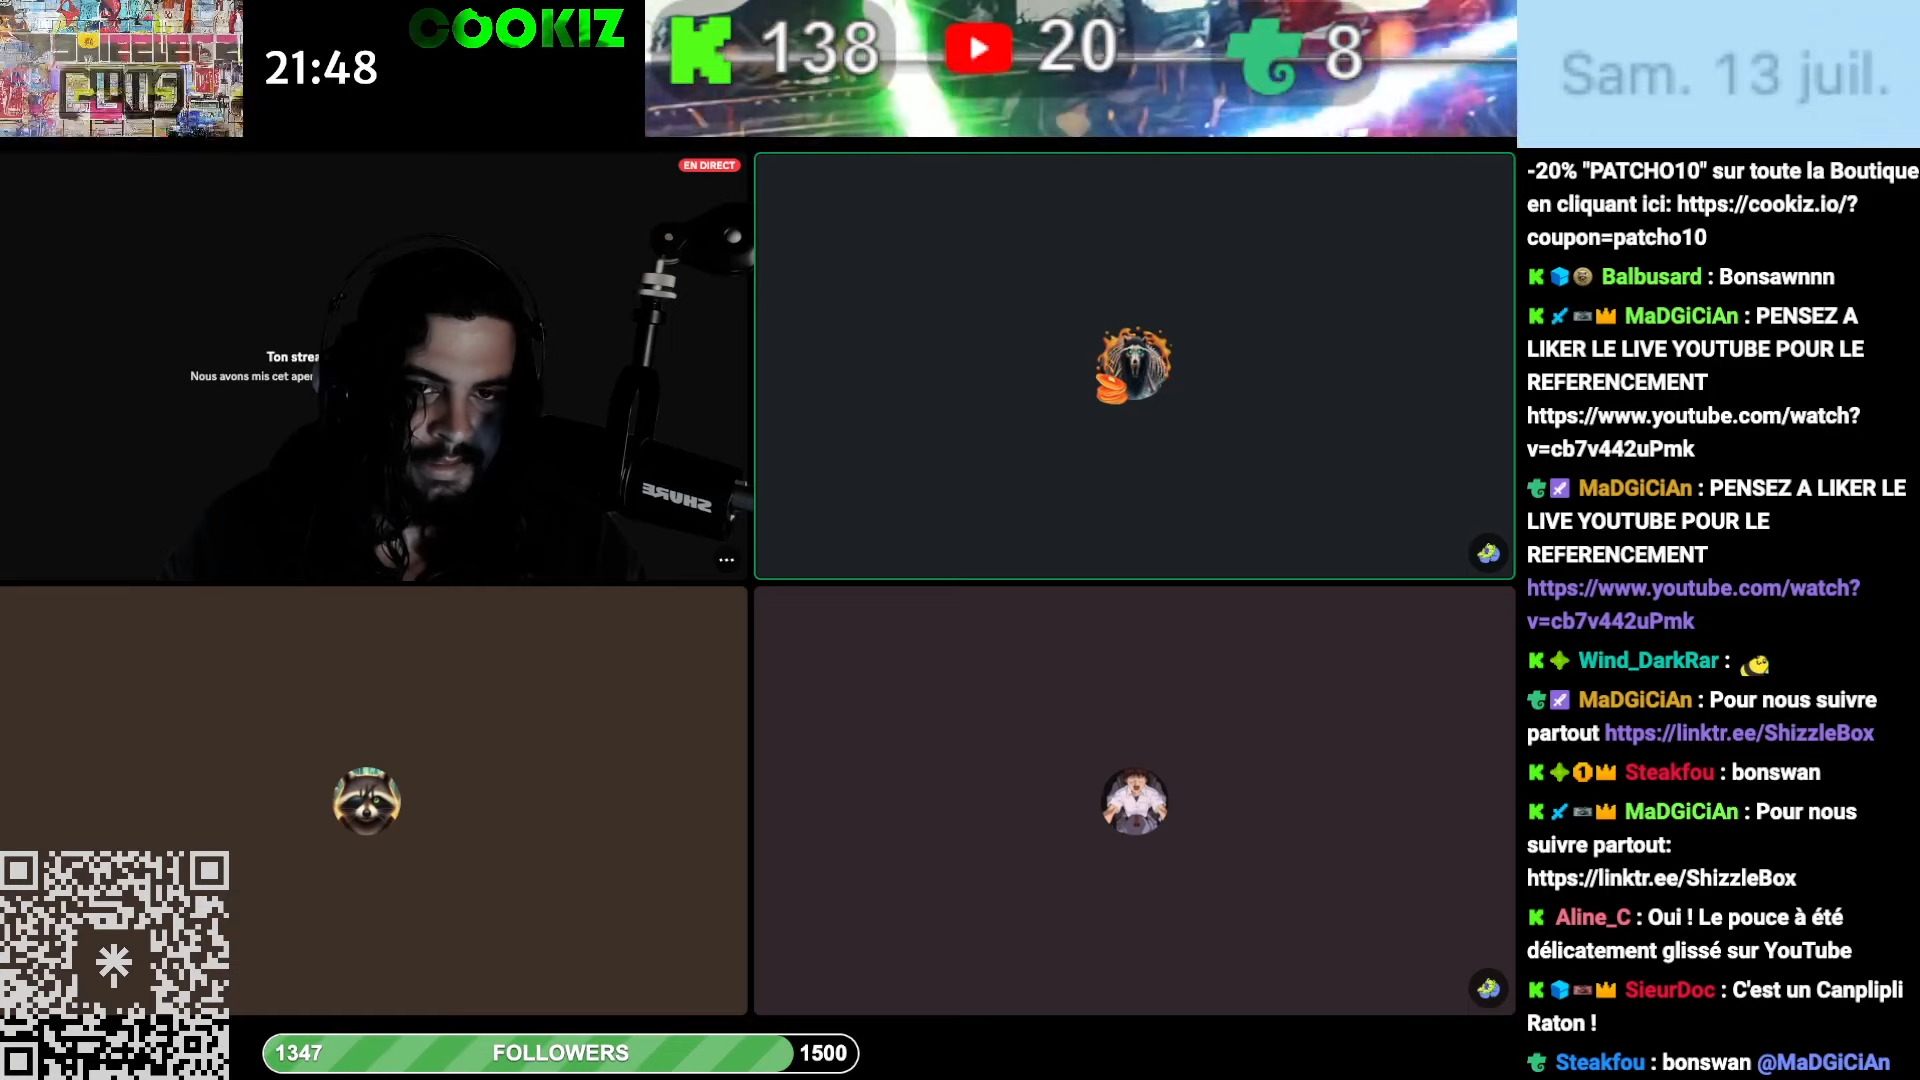 21:48
COOKIZ
138
20
8
Sam. 13 juil.
EN DIRECT
Ton strea
Nous avons mis cet aper
SHURE
-20% "PATCHO10" sur toute la Boutique
en cliquant ici: https://cookiz.io/?
coupon=patcho10
Balbusard : Bonsawnnn
MaDGiCiAn : PENSEZ A
LIKER LE LIVE YOUTUBE POUR LE
REFERENCEMENT
https://www.youtube.com/watch?
v=cb7v442uPmk
MaDGiCiAn : PENSEZ A LIKER LE
LIVE YOUTUBE POUR LE
REFERENCEMENT
https://www.youtube.com/watch?
v=cb7v442uPmk
Wind_DarkRar :
MaDGiCiAn : Pour nous suivre
partout https://linktr.ee/ShizzleBox
Steakfou : bonswan
MaDGiCiAn : Pour nous
suivre partout:
https://linktr.ee/ShizzleBox
Aline_C : Oui ! Le pouce à été
délicatement glissé sur YouTube
SieurDoc : C'est un Canplipli
Raton !
Steakfou : bonswan @MaDGiCiAn
1347 FOLLOWERS 1500